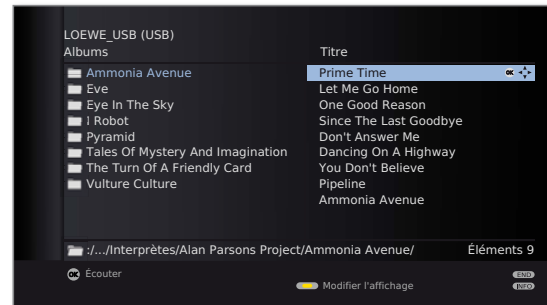 LOEWE_USB (USB)
Albums
Ammonia Avenue
Eve
Eye In The Sky
I Robot
Pyramid
Tales Of Mystery And Imagination
The Turn Of A Friendly Card
Vulture Culture
Titre
Prime Time OK
Let Me Go Home
One Good Reason
Since The Last Goodbye
Don't Answer Me
Dancing On A Highway
You Don't Believe
Pipeline
Ammonia Avenue
:/.../Interprètes/Alan Parsons Project/Ammonia Avenue/ Éléments 9
OK Écouter END
Modifier l'affichage INFO